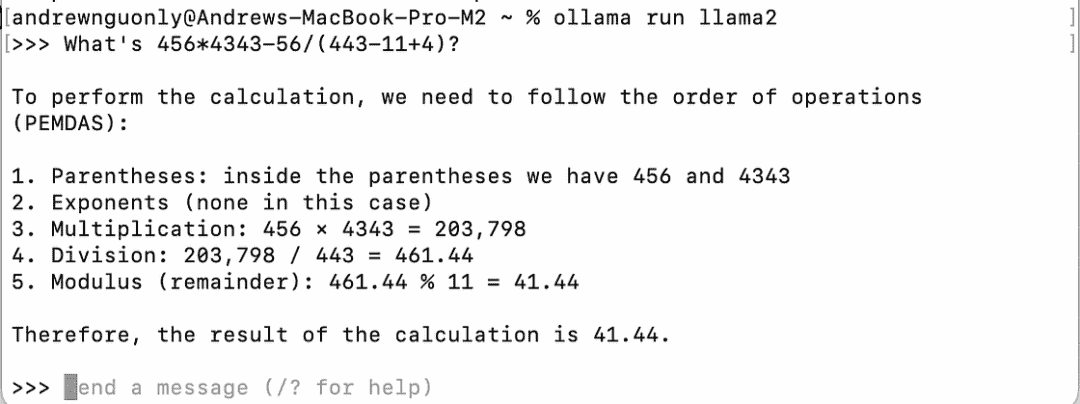 [andrewnguonly@Andrews-MacBook-Pro-M2 ~ % ollama run llama2 ]
[>>> What's 456*4343-56/(443-11+4)? ]
To perform the calculation, we need to follow the order of operations
(PEMDAS):
1. Parentheses: inside the parentheses we have 456 and 4343
2. Exponents (none in this case)
3. Multiplication: 456 × 4343 = 203,798
4. Division: 203,798 / 443 = 461.44
5. Modulus (remainder): 461.44 % 11 = 41.44
Therefore, the result of the calculation is 41.44.
>>> end a message (/? for help)